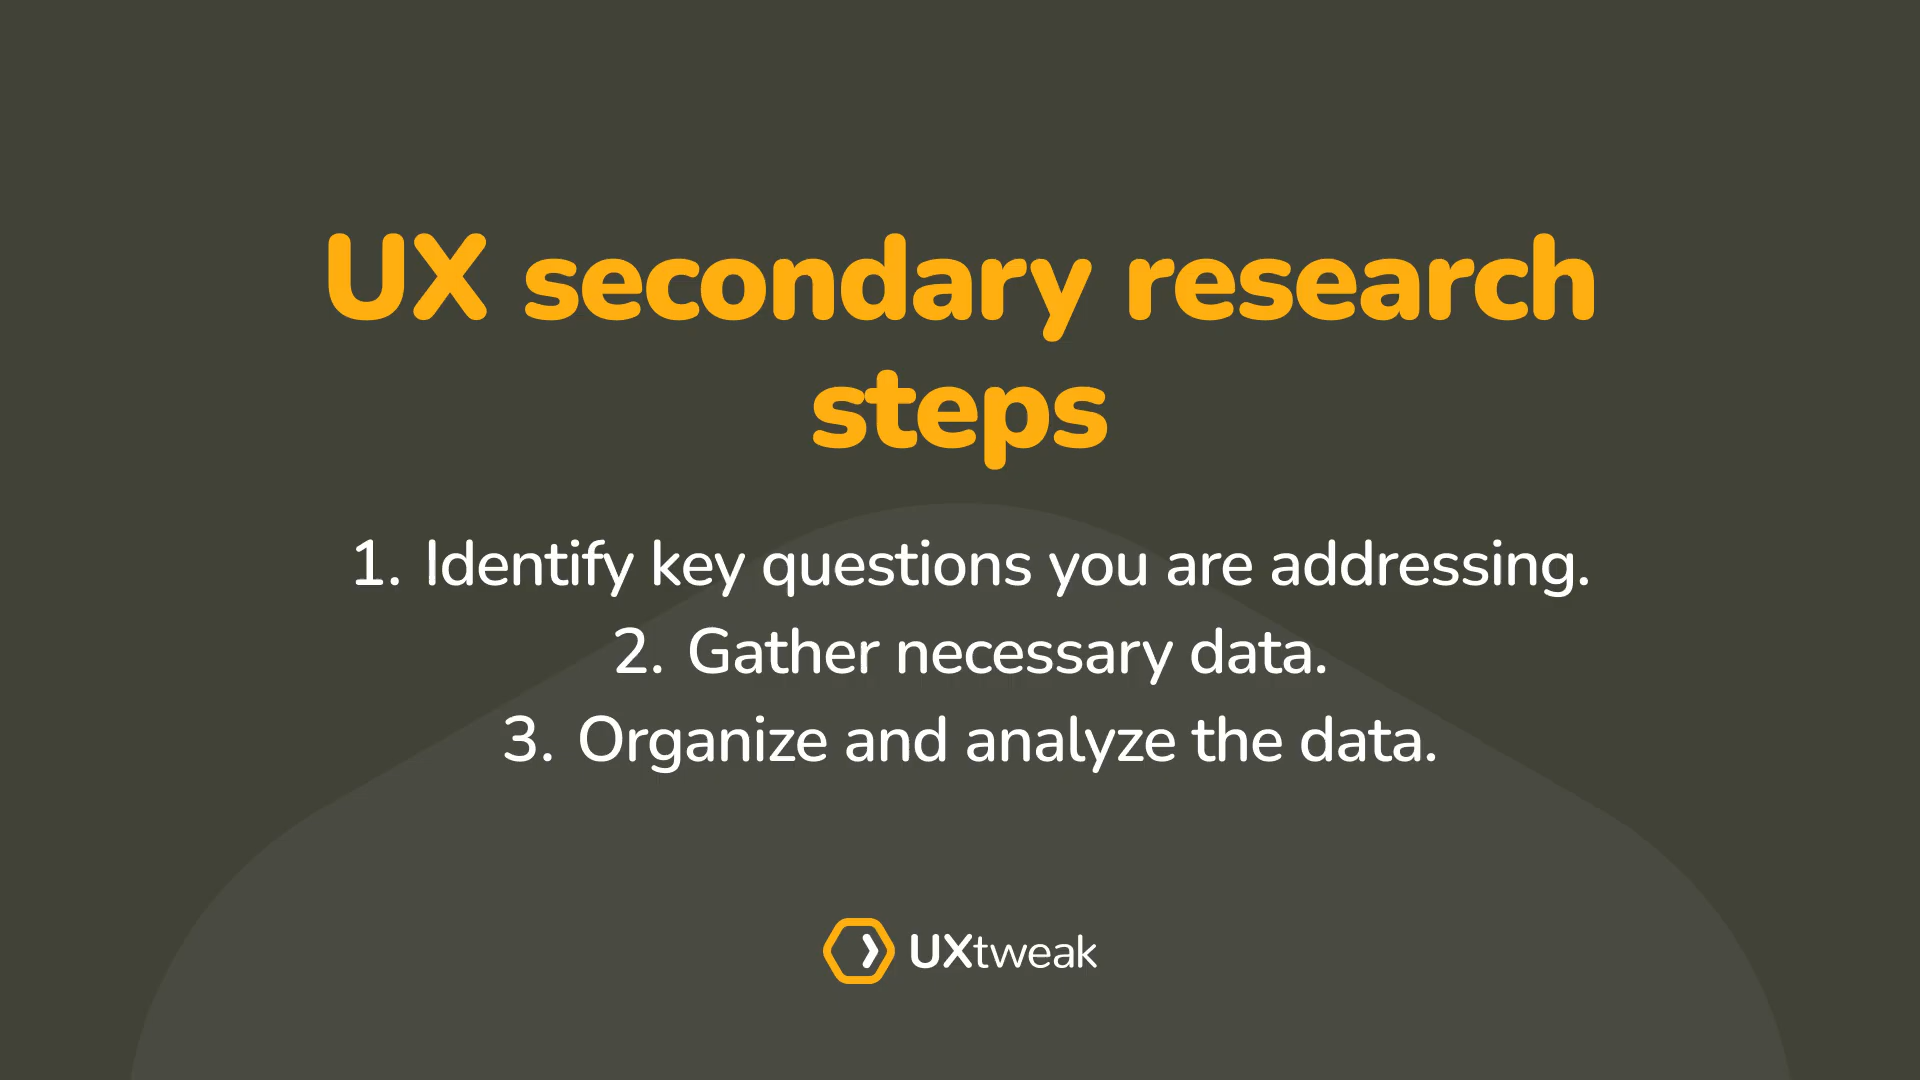 UX secondary research
steps
1. Identify key questions you are addressing.
2. Gather necessary data.
3. Organize and analyze the data.
UXtweak